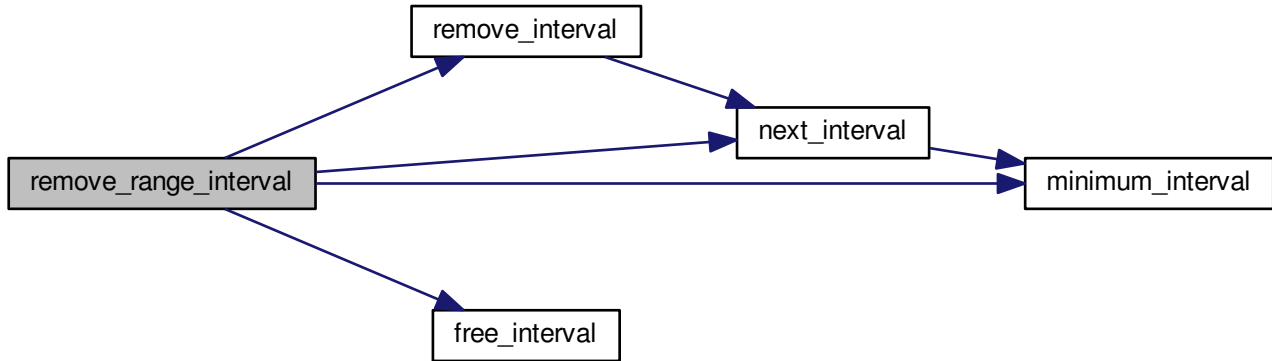 remove_interval
next_interval
remove_range_interval
minimum_interval
free_interval